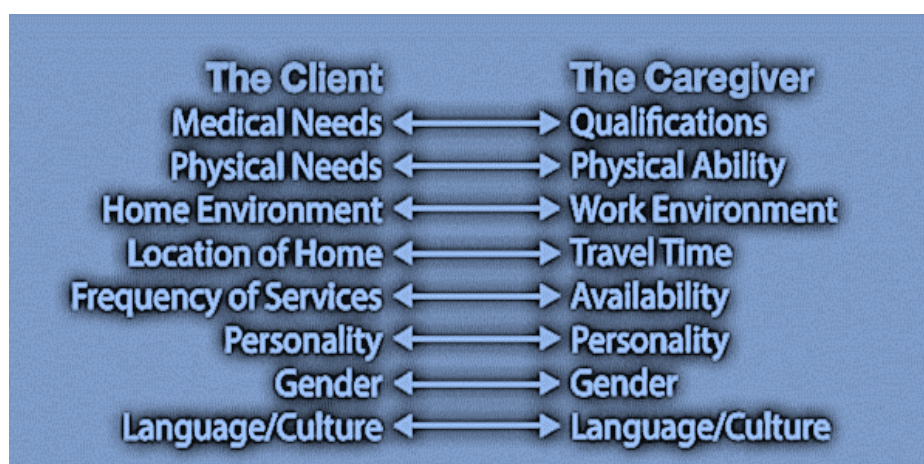 The Client The Caregiver
Medical Needs Qualifications
Physical Needs Physical Ability
Home Environment Work Environment
Location of Home Travel Time
Frequency of Services Availability
Personality Personality
Gender Gender
Language/Culture Language/Culture